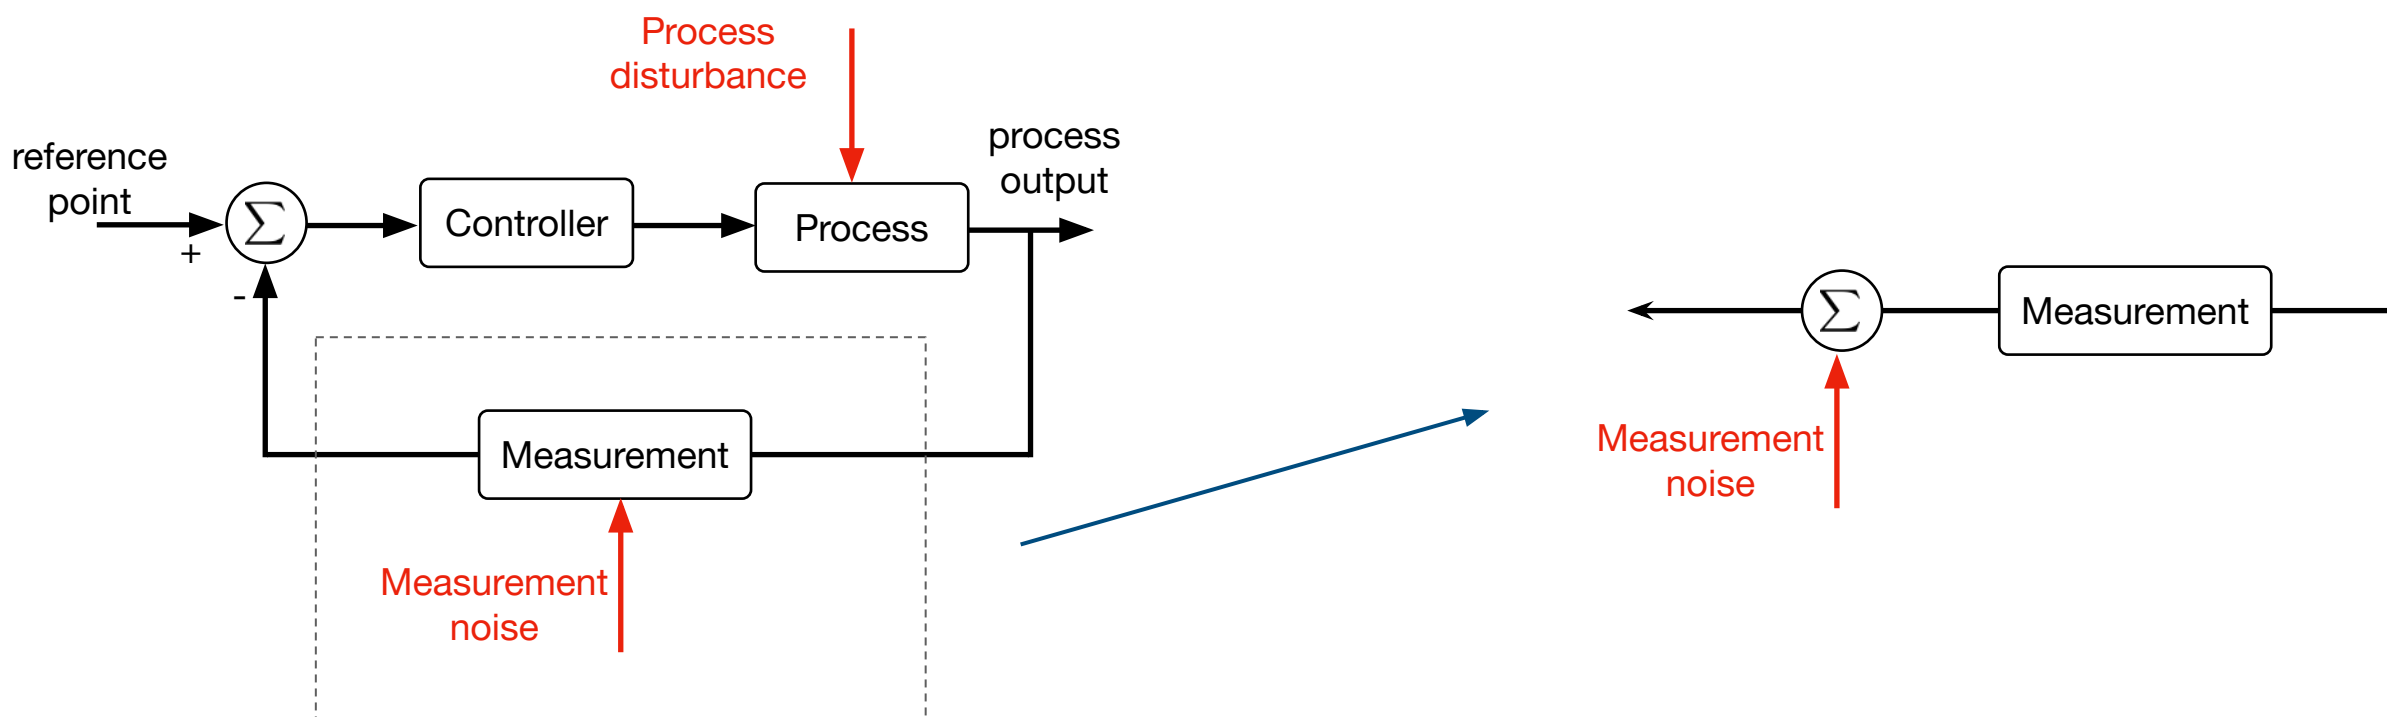 Process
disturbance
process
output
reference
point
+
-
Σ
Controller
Process
Measurement
Measurement
noise
Σ
Measurement
Measurement
noise